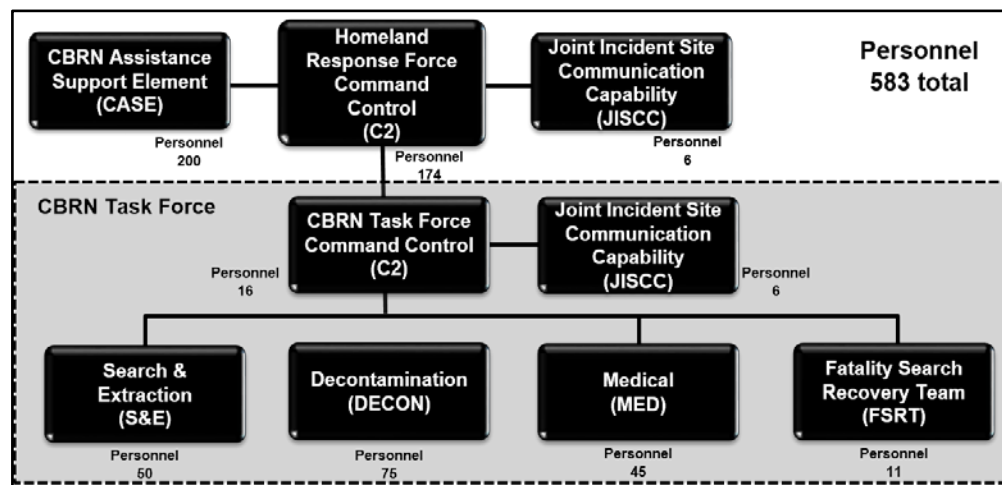 CBRN Assistance
Support Element
(CASE)
Personnel
200
Homeland
Response Force
Command
Control
(C2)
Personnel
174
Joint Incident Site
Communication
Capability
(JISCC)
Personnel
6
Personnel
583 total
CBRN Task Force
CBRN Task Force
Command Control
(C2)
Personnel
16
Joint Incident Site
Communication
Capability
(JISCC)
Personnel
6
Search &
Extraction
(S&E)
Personnel
50
Decontamination
(DECON)
Personnel
75
Medical
(MED)
Personnel
45
Fatality Search
Recovery Team
(FSRT)
Personnel
11